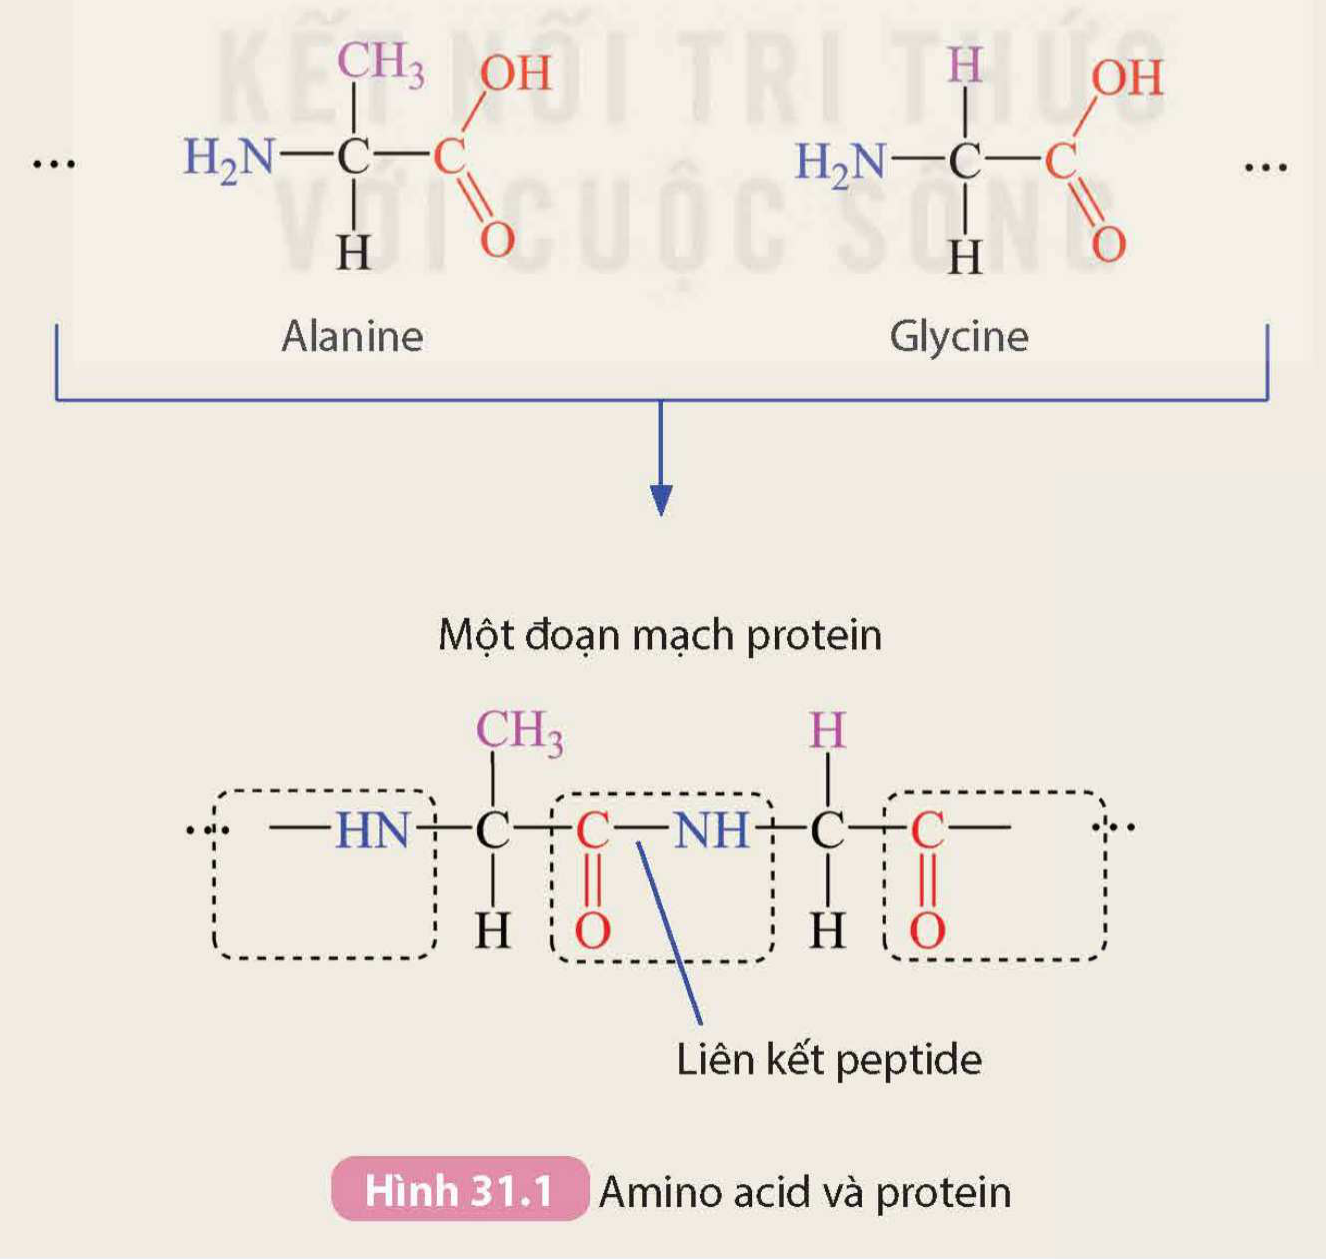 KẾT NỐI TRI THỨC
VỚI CUỘC SỐNG
CH₃ OH H OH
... H₂N—C—C H₂N—C—C ...
H O H O
Alanine Glycine
Một đoạn mạch protein
CH₃ H
... —HN—C—C—NH—C—C— ...
H O H O
Liên kết peptide
Hình 31.1 Amino acid và protein